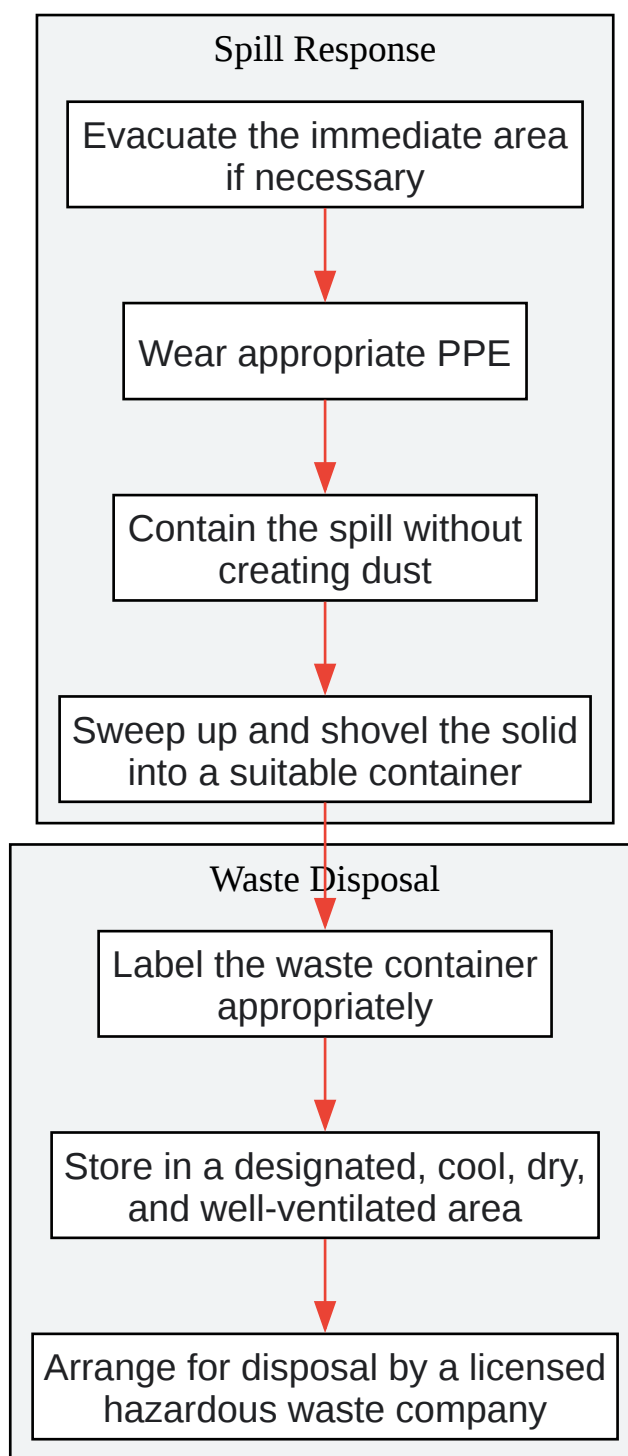 Spill Response
Evacuate the immediate area
if necessary
Wear appropriate PPE
Contain the spill without
creating dust
Sweep up and shovel the solid
into a suitable container
Waste Disposal
Label the waste container
appropriately
Store in a designated, cool, dry,
and well-ventilated area
Arrange for disposal by a licensed
hazardous waste company